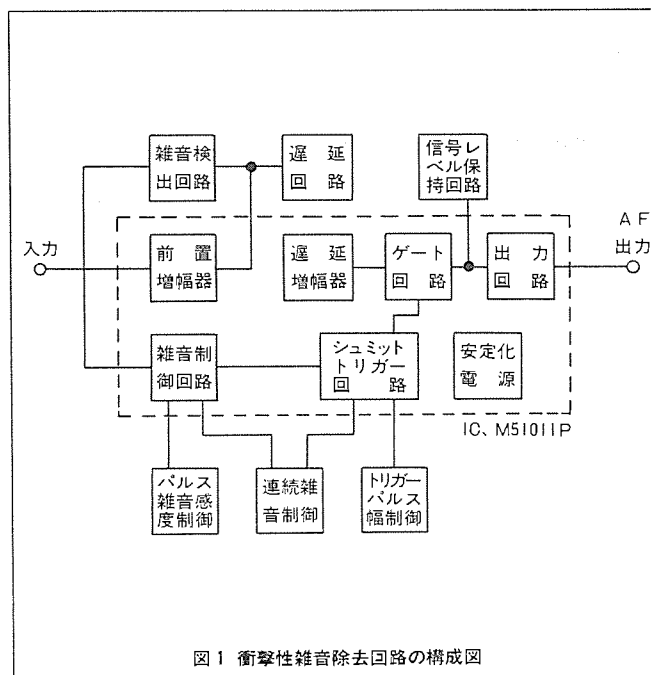 雑音検
出回路
遅延
回路
信号レ
ベル保
持回路
入力
前置
増幅器
遅延
増幅器
ゲート
回路
出力
回路
AF
出力
雑音制
御回路
シュミット
トリガー
回路
安定化
電源
IC、M51011P
パルス
雑音感
度制御
連続雑
音制御
トリガー
パルス
幅制御
図1 衝撃性雑音除去回路の構成図